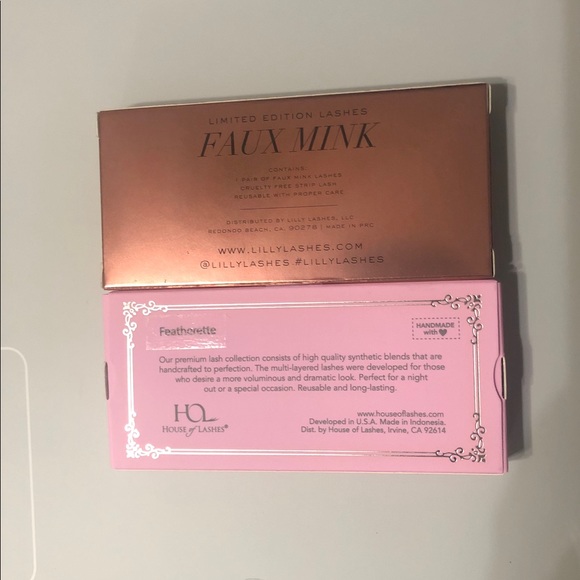 LIMITED EDITION LASHES
FAUX MINK
CONTAINS:
1 PAIR OF FAUX MINK LASHES
CRUELTY FREE STRIP LASH
REUSABLE WITH PROPER CARE
DISTRIBUTED BY LILLY LASHES, LLC
REDONDO BEACH, CA. 90278 | MADE IN PRC
WWW.LILLYLASHES.COM
@LILLYLASHES #LILLYLASHES
Featherette
HANDMADE
with
Our premium lash collection consists of high quality synthetic blends that are
handcrafted to perfection. The multi-layered lashes were developed for those
who desire a more voluminous and dramatic look. Perfect for a night
out or a special occasion. Reusable and long-lasting.
HOL
HOUSE of LASHES®
www.houseoflashes.com
Developed in U.S.A. Made in Indonesia.
Dist. by House of Lashes, Irvine, CA 92614